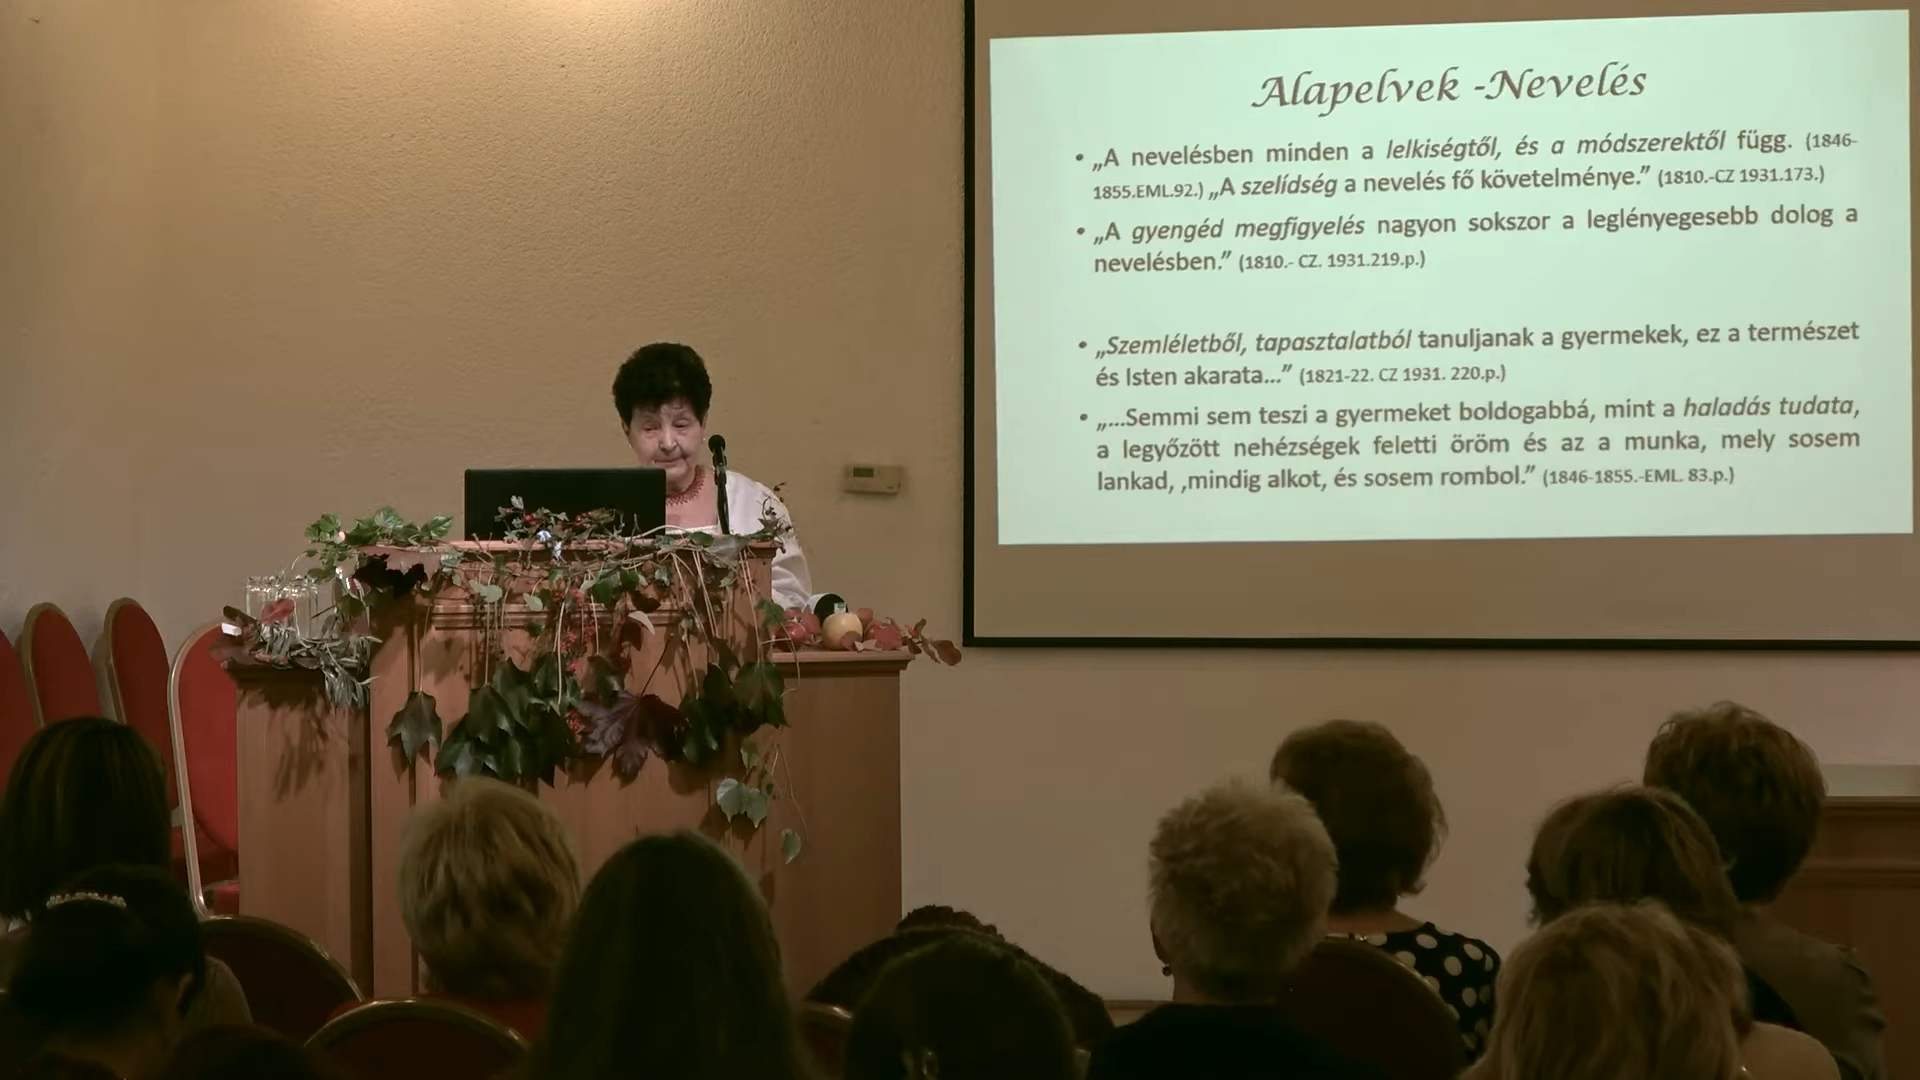 Alapelvek -Nevelés
• „A nevelésben minden a lelkiségtől, és a módszerektől függ. (1846-
1855.EML.92.) „A szelídség a nevelés fő követelménye.” (1810.-CZ 1931.173.)
• „A gyengéd megfigyelés nagyon sokszor a leglényegesebb dolog a
nevelésben.” (1810.- CZ. 1931.219.p.)
• „Szemléletből, tapasztalatból tanuljanak a gyermekek, ez a természet
és Isten akarata...” (1821-22. CZ 1931. 220.p.)
• „...Semmi sem teszi a gyermeket boldogabbá, mint a haladás tudata,
a legyőzött nehézségek feletti öröm és az a munka, mely sosem
lankad, ,mindig alkot, és sosem rombol.” (1846-1855.-EML. 83.p.)